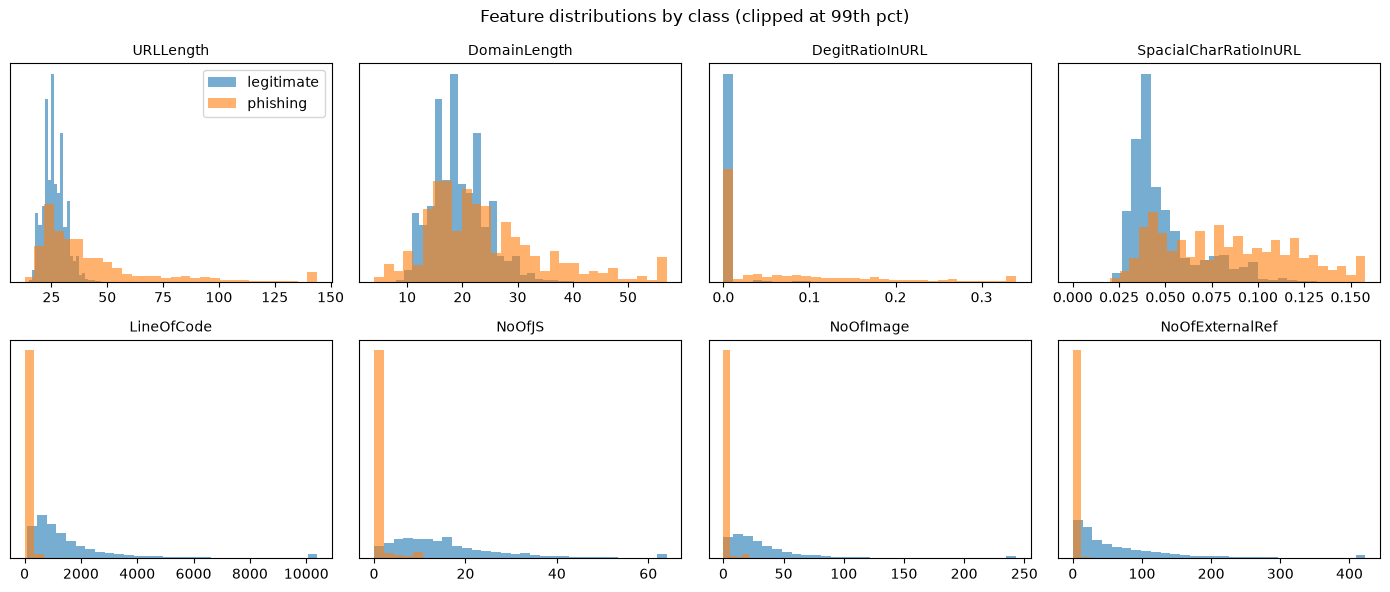 Feature distributions by class (clipped at 99th pct)
URLLength
DomainLength
DegitRatioInURL
SpacialCharRatioInURL
legitimate
phishing
25 50 75 100 125 150
10 20 30 40 50
0.0 0.1 0.2 0.3
0.000 0.025 0.050 0.075 0.100 0.125 0.150
LineOfCode
NoOfJS
NoOfImage
NoOfExternalRef
0 2000 4000 6000 8000 10000
0 20 40 60
0 50 100 150 200 250
0 100 200 300 400